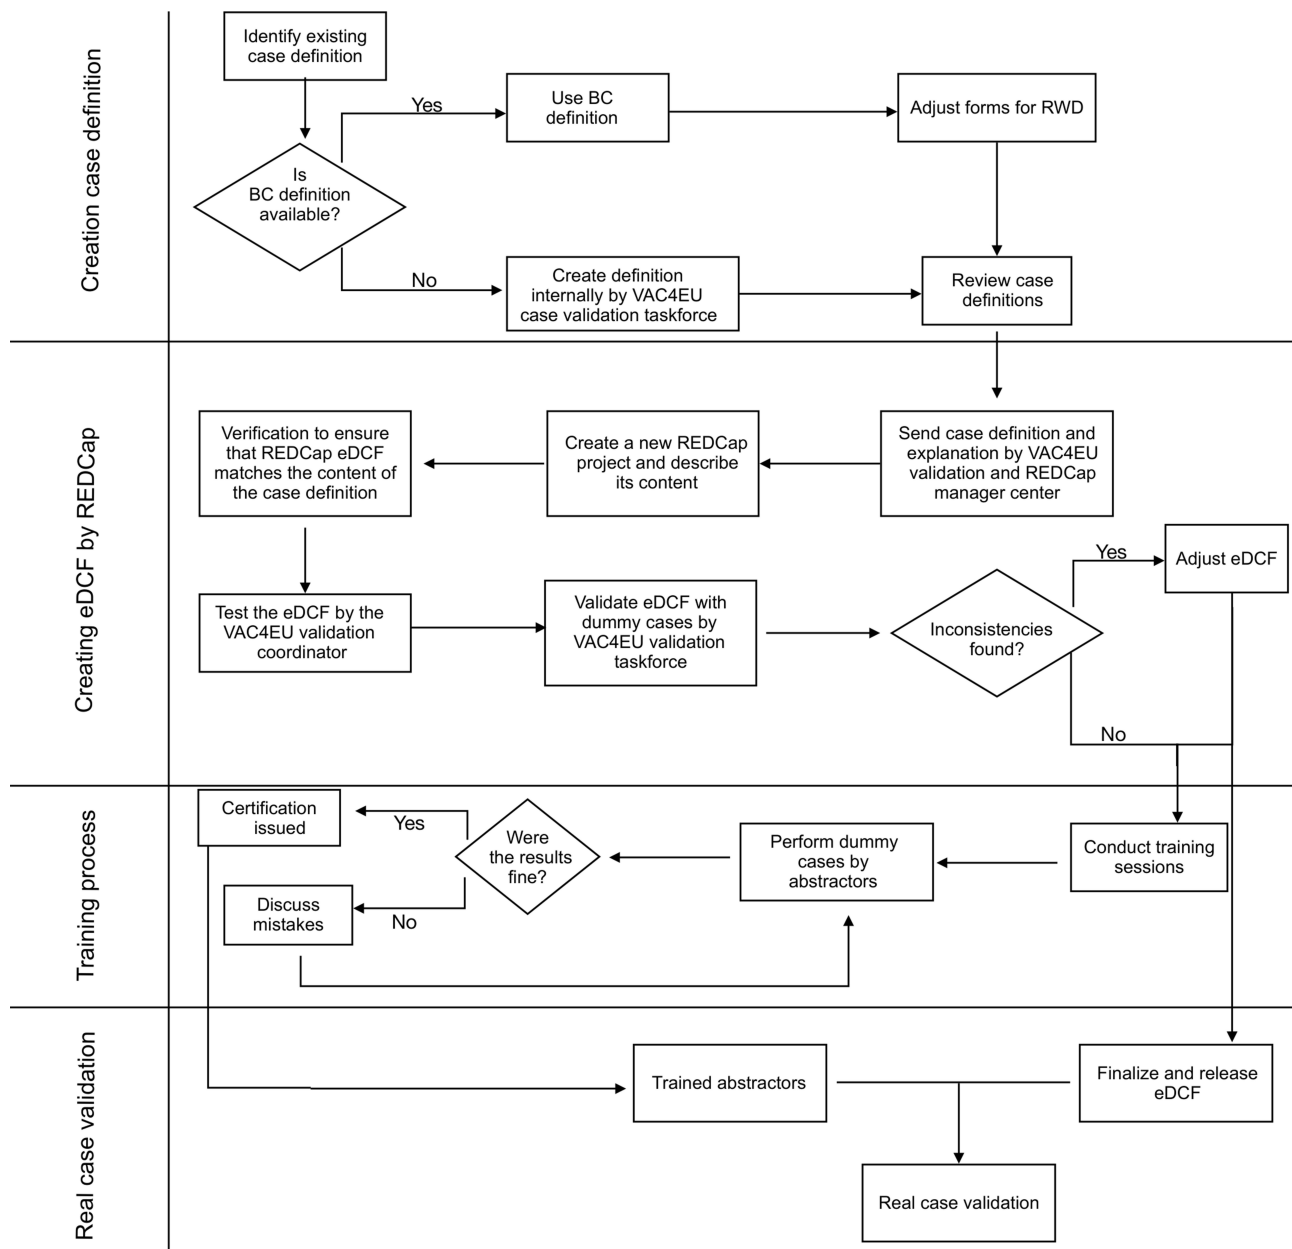 Creation case definition
Identify existing
case definition
Is
BC definition
available?
Yes
Use BC
definition
Adjust forms for RWD
No
Create definition
internally by VAC4EU
case validation taskforce
Review case
definitions
Creating eDCF by REDCap
Send case definition and
explanation by VAC4EU
validation and REDCap
manager center
Create a new REDCap
project and describe
its content
Verification to ensure
that REDCap eDCF
matches the content of
the case definition
Test the eDCF by the
VAC4EU validation
coordinator
Validate eDCF with
dummy cases by
VAC4EU validation
taskforce
Inconsistencies
found?
Yes
Adjust eDCF
No
Training process
Conduct training
sessions
Perform dummy
cases by
abstractors
Were
the results
fine?
Yes
Certification
issued
No
Discuss
mistakes
Real case validation
Trained abstractors
Finalize and release
eDCF
Real case validation